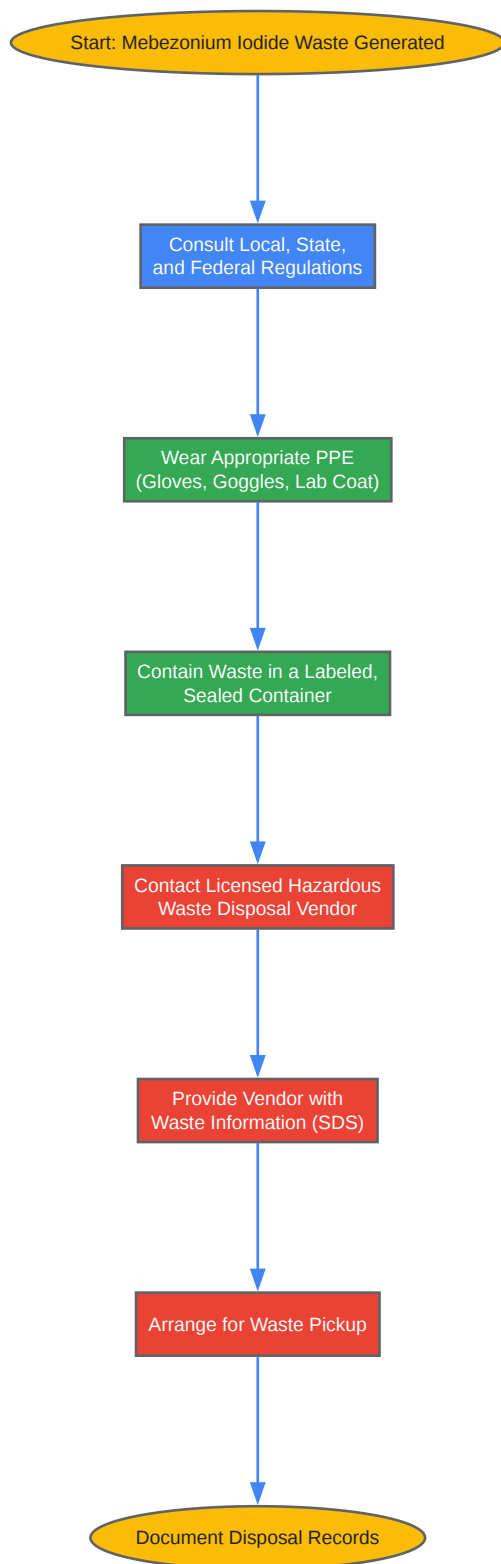 Start: Mebezonium Iodide Waste Generated
Consult Local, State,
and Federal Regulations
Wear Appropriate PPE
(Gloves, Goggles, Lab Coat)
Contain Waste in a Labeled,
Sealed Container
Contact Licensed Hazardous
Waste Disposal Vendor
Provide Vendor with
Waste Information (SDS)
Arrange for Waste Pickup
Document Disposal Records